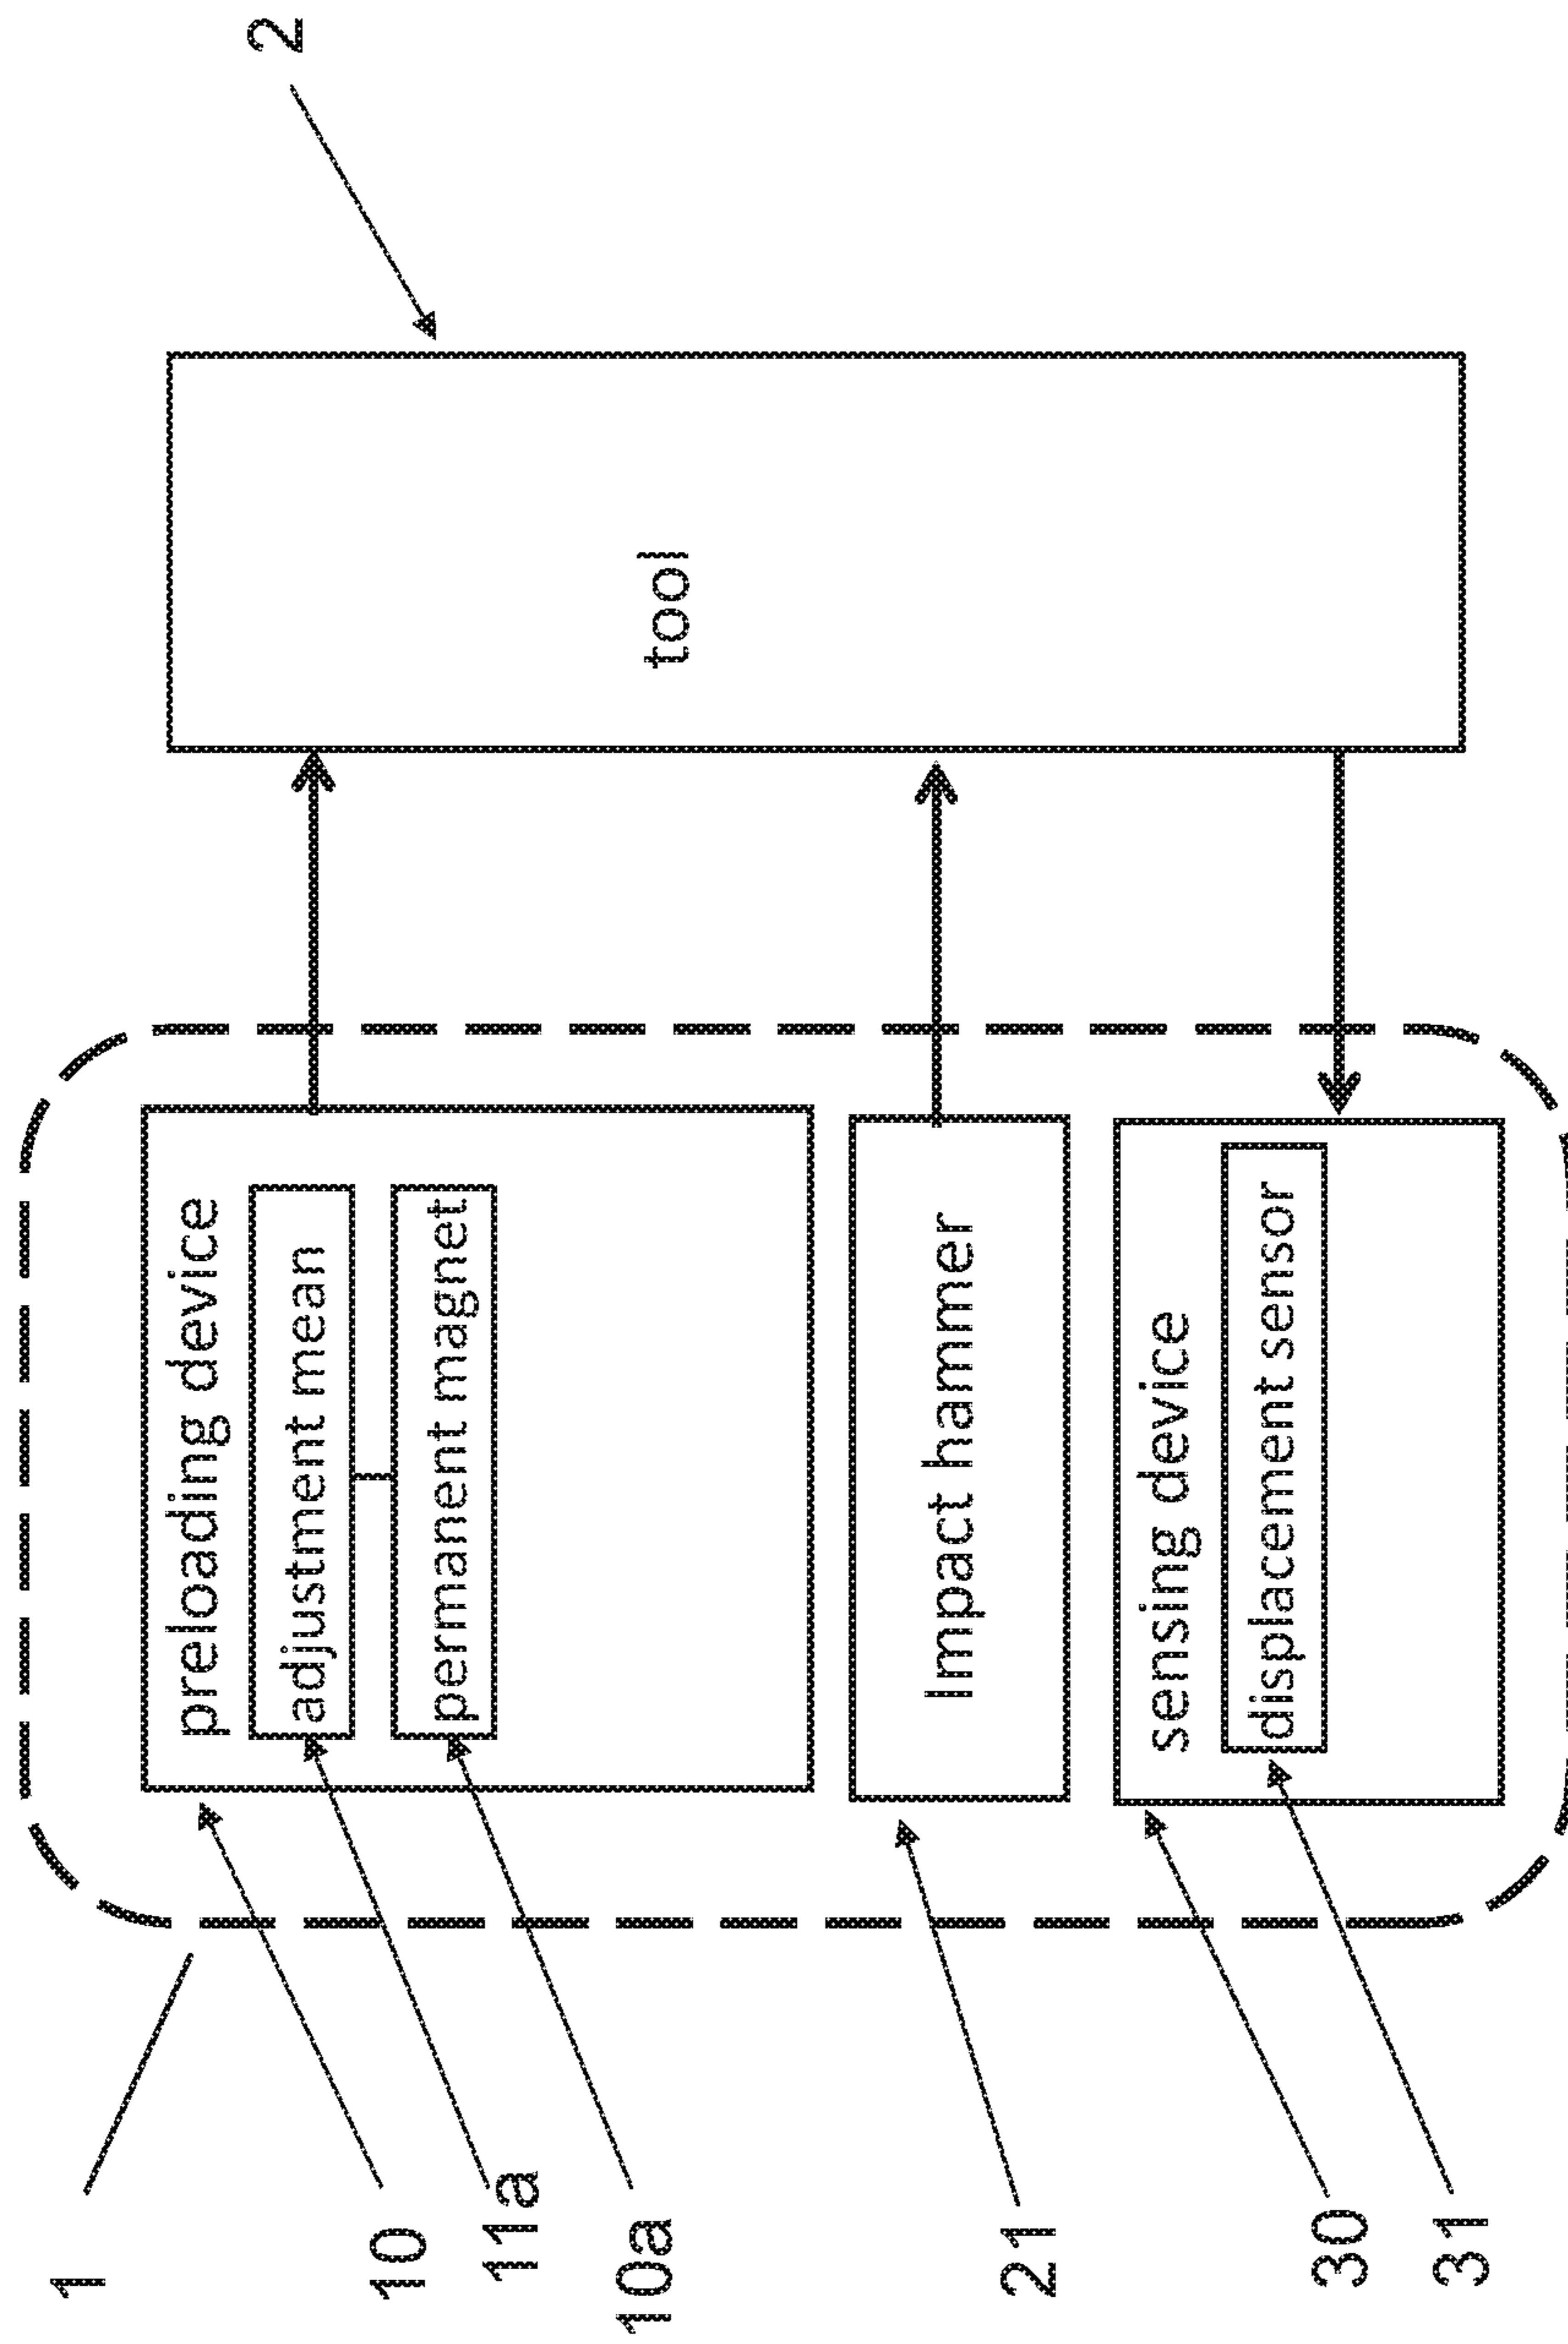 1
10
preloading device
11a
adjustment mean
10a
permanent magnet
21
Impact hammer
30
sensing device
31
displacement sensor
tool
2